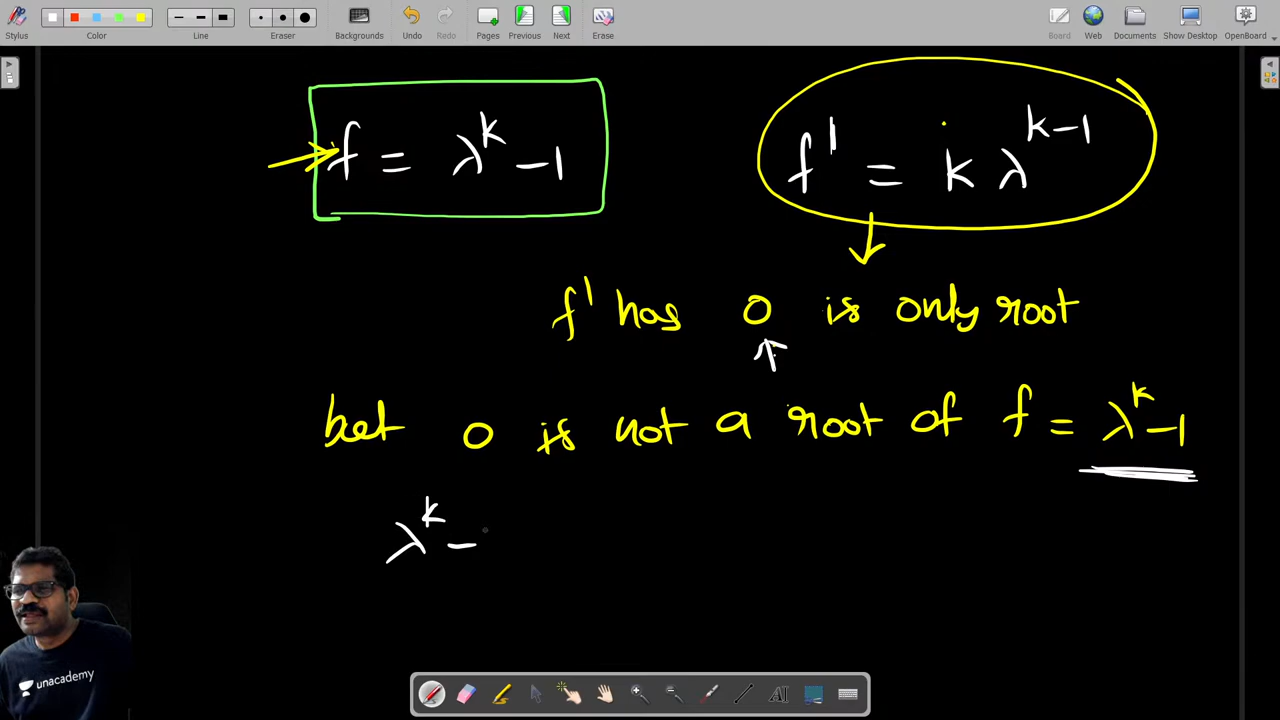 Stylus Color Line Eraser Backgrounds Undo Redo Pages Previous Next Erase Board Web Documents Show Desktop OpenBoard
f = λ^k - 1
f' = k λ^(k-1)
f' has 0 is only root
but 0 is not a root of f = λ^k - 1
λ^k -
unacademy